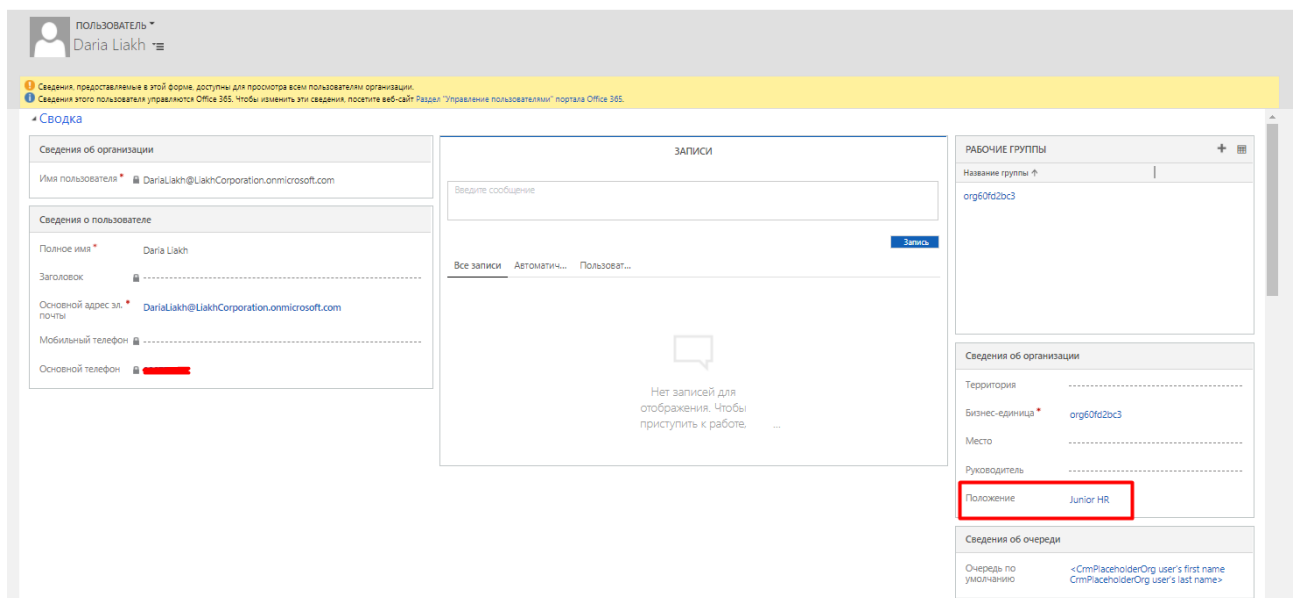 ПОЛЬЗОВАТЕЛЬ
Daria Liakh
Сведения, предоставляемые в этой форме, доступны для просмотра всем пользователям организации.
Сведения этого пользователя управляются Office 365. Чтобы изменить эти сведения, посетите веб-сайт Раздел "Управление пользователями" портала Office 365.
Сводка
Сведения об организации
Имя пользователя * DariaLiakh@LiakhCorporation.onmicrosoft.com
Сведения о пользователе
Полное имя * Daria Liakh
Заголовок
Основной адрес эл. * DariaLiakh@LiakhCorporation.onmicrosoft.com
почты
Мобильный телефон
Основной телефон
ЗАПИСИ
Введите сообщение
Запись
Все записи Автоматич... Пользоват...
Нет записей для
отображения. Чтобы
приступить к работе, ...
РАБОЧИЕ ГРУППЫ
Название группы ↑
org60fd2bc3
Сведения об организации
Территория
Бизнес-единица * org60fd2bc3
Место
Руководитель
Положение Junior HR
Сведения об очереди
Очередь по <CrmPlaceholderOrg user's first name
умолчанию CrmPlaceholderOrg user's last name>